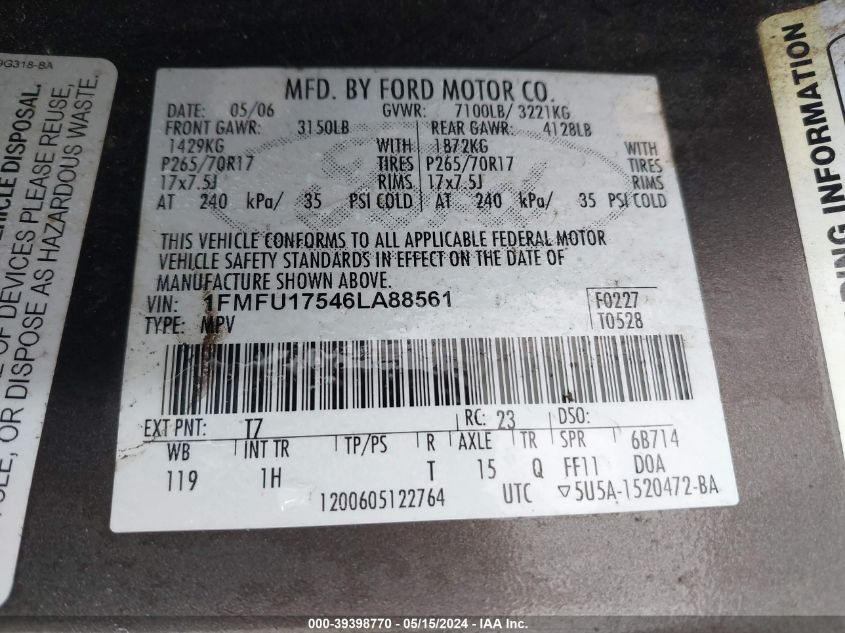 9G318-BA
VEHICLE DISPOSAL.
OF DEVICES PLEASE REUSE,
OR DISPOSE AS HAZARDOUS WASTE.
MFD. BY FORD MOTOR CO.
DATE: 05/06 GVWR: 7100LB/ 3221KG
FRONT GAWR: 3150LB REAR GAWR: 4128LB
1429KG WITH 1872KG WITH
P265/70R17 TIRES P265/70R17 TIRES
17x7.5J RIMS 17x7.5J RIMS
AT 240 kPa/ 35 PSI COLD AT 240 kPa/ 35 PSI COLD
THIS VEHICLE CONFORMS TO ALL APPLICABLE FEDERAL MOTOR
VEHICLE SAFETY STANDARDS IN EFFECT ON THE DATE OF
MANUFACTURE SHOWN ABOVE.
VIN: 1FMFU17546LA88561 F0227
TYPE: MPV T0528
EXT PNT: T7 RC: 23 DSO:
WB INT TR TP/PS R AXLE TR SPR 6B714
119 1H T 15 Q FF11 DOA
1200605122764 UTC ▽5U5A-1520472-BA
ING INFORMATION
000-39398770 - 05/15/2024 - IAA Inc.